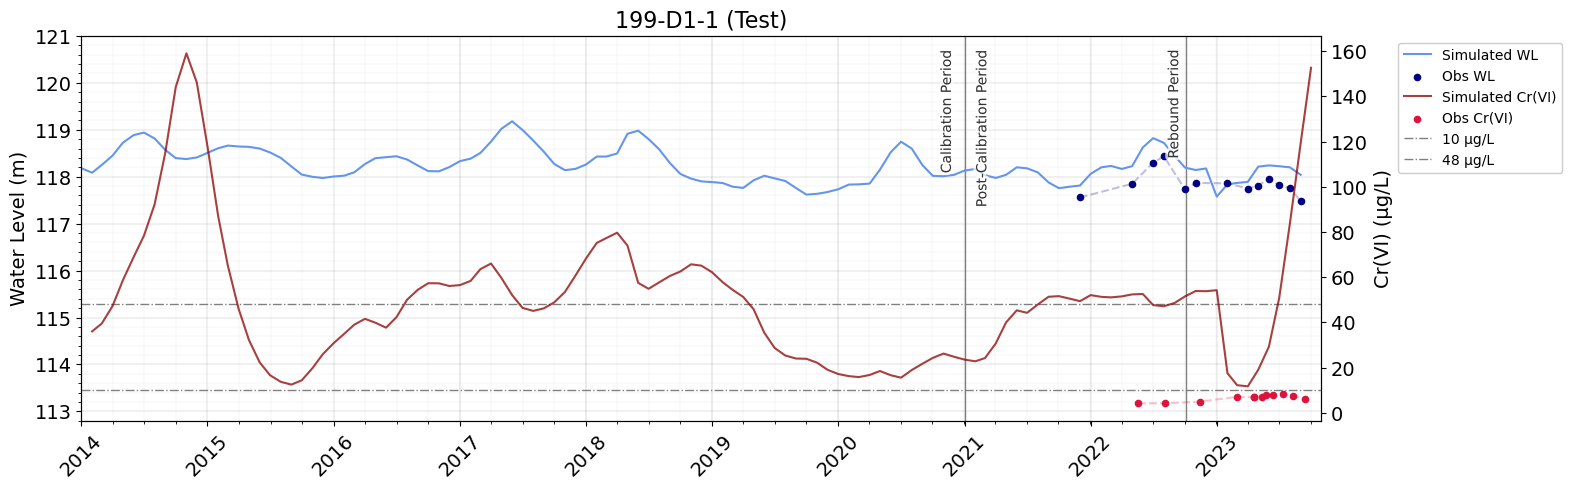 199-D1-1 (Test)
Water Level (m)
121
120
119
118
117
116
115
114
113
2014
2015
2016
2017
2018
2019
2020
2021
2022
2023
Calibration Period
Post-Calibration Period
Rebound Period
160
140
120
100
80
60
40
20
0
Cr(VI) (μg/L)
Simulated WL
Obs WL
Simulated Cr(VI)
Obs Cr(VI)
10 μg/L
48 μg/L